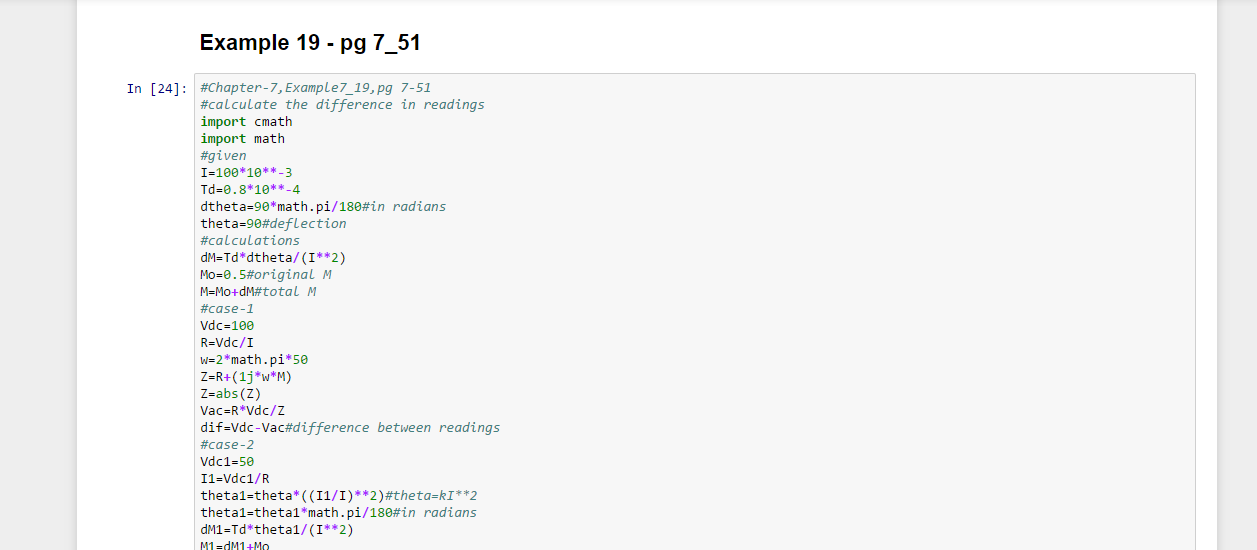 Example 19 - pg 7_51
In [24]:
#Chapter-7,Example7_19,pg 7-51
#calculate the difference in readings
import cmath
import math
#given
I=100*10**-3
Td=0.8*10**-4
dtheta=90*math.pi/180#in radians
theta=90#deflection
#calculations
dM=Td*dtheta/(I**2)
Mo=0.5#original M
M=Mo+dM#total M
#case-1
Vdc=100
R=Vdc/I
w=2*math.pi*50
Z=R+(1j*w*M)
Z=abs(Z)
Vac=R*Vdc/Z
dif=Vdc-Vac#difference between readings
#case-2
Vdc1=50
I1=Vdc1/R
theta1=theta*((I1/I)**2)#theta=kI**2
theta1=theta1*math.pi/180#in radians
dM1=Td*theta1/(I**2)
M1=dM1+Mo